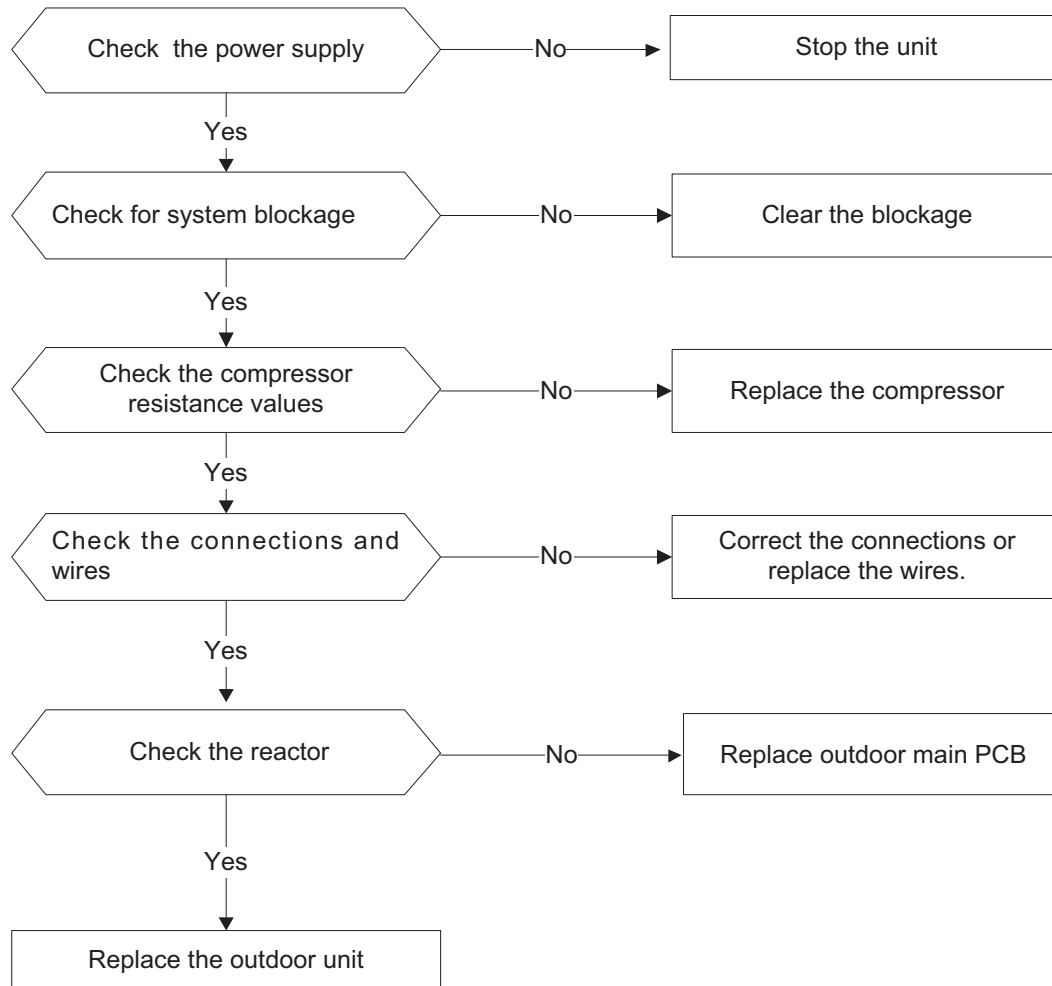 Check the power supply
No
Stop the unit
Yes
Check for system blockage
No
Clear the blockage
Yes
Check the compressor
resistance values
No
Replace the compressor
Yes
Check the connections and
wires
No
Correct the connections or
replace the wires.
Yes
Check the reactor
No
Replace outdoor main PCB
Yes
Replace the outdoor unit